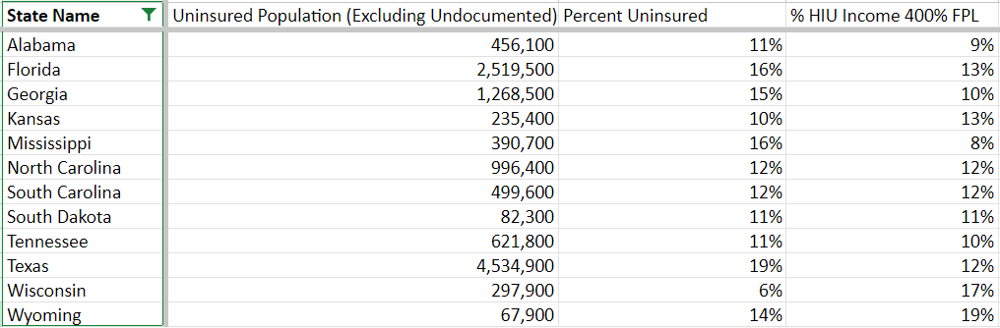 State Name Uninsured Population (Excluding Undocumented) Percent Uninsured % HIU Income 400% FPL
Alabama 456,100 11% 9%
Florida 2,519,500 16% 13%
Georgia 1,268,500 15% 10%
Kansas 235,400 10% 13%
Mississippi 390,700 16% 8%
North Carolina 996,400 12% 12%
South Carolina 499,600 12% 12%
South Dakota 82,300 11% 11%
Tennessee 621,800 11% 10%
Texas 4,534,900 19% 12%
Wisconsin 297,900 6% 17%
Wyoming 67,900 14% 19%